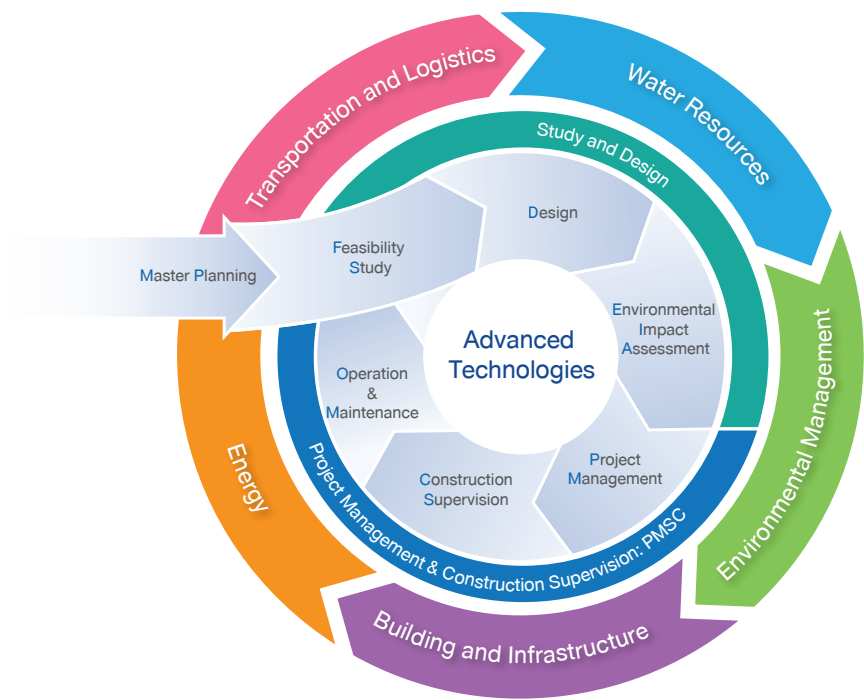 Transportation and Logistics
Water Resources
Study and Design
Design
Feasibility
Study
Master Planning
Environmental
Impact
Assessment
Advanced
Technologies
Operation
&
Maintenance
Project
Management
Construction
Supervision
Project Management & Construction Supervision: PMSC
Environmental Management
Energy
Building and Infrastructure